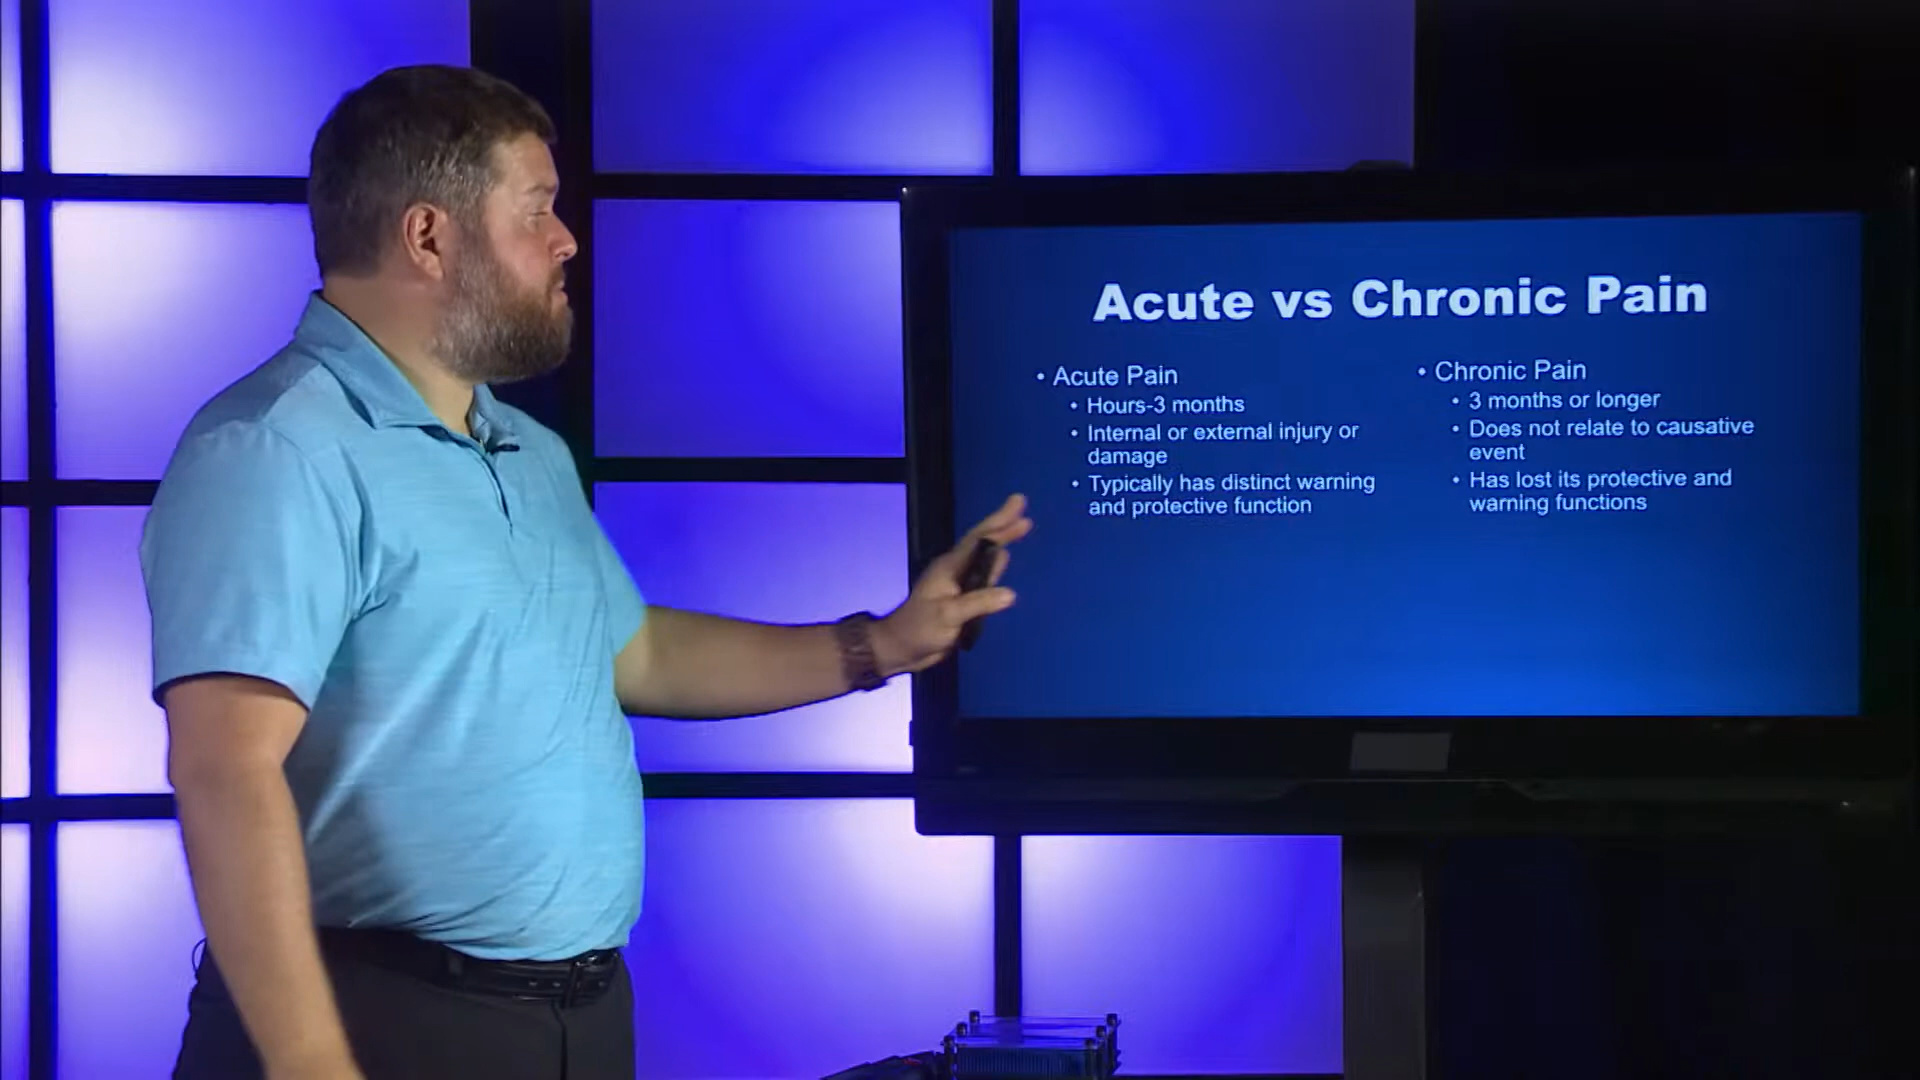 Acute vs Chronic Pain
• Acute Pain
• Hours-3 months
• Internal or external injury or
damage
• Typically has distinct warning
and protective function
• Chronic Pain
• 3 months or longer
• Does not relate to causative
event
• Has lost its protective and
warning functions